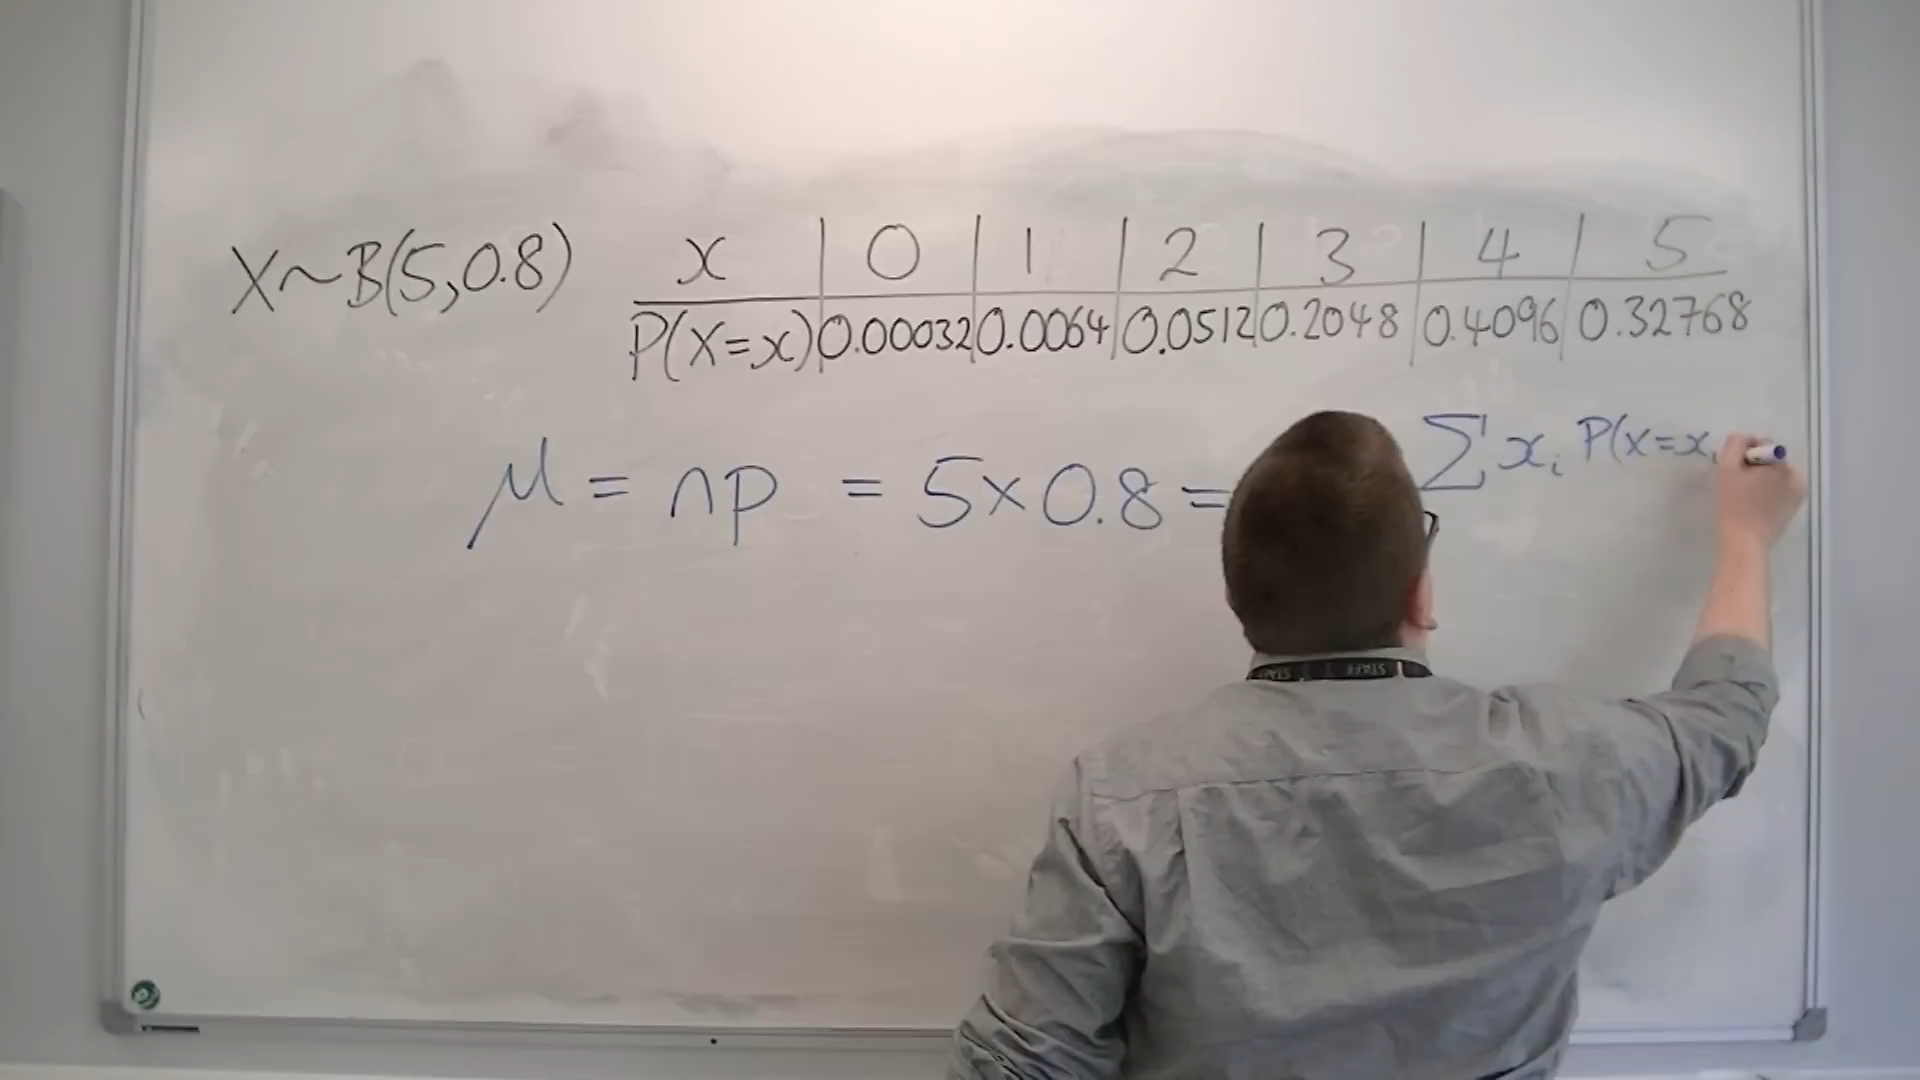 X~B(5,0.8)
x | 0 | 1 | 2 | 3 | 4 | 5
P(X=x) | 0.00032 | 0.0064 | 0.0512 | 0.2048 | 0.4096 | 0.32768
μ = np = 5×0.8 =
∑ xᵢ P(X=x
STAFF